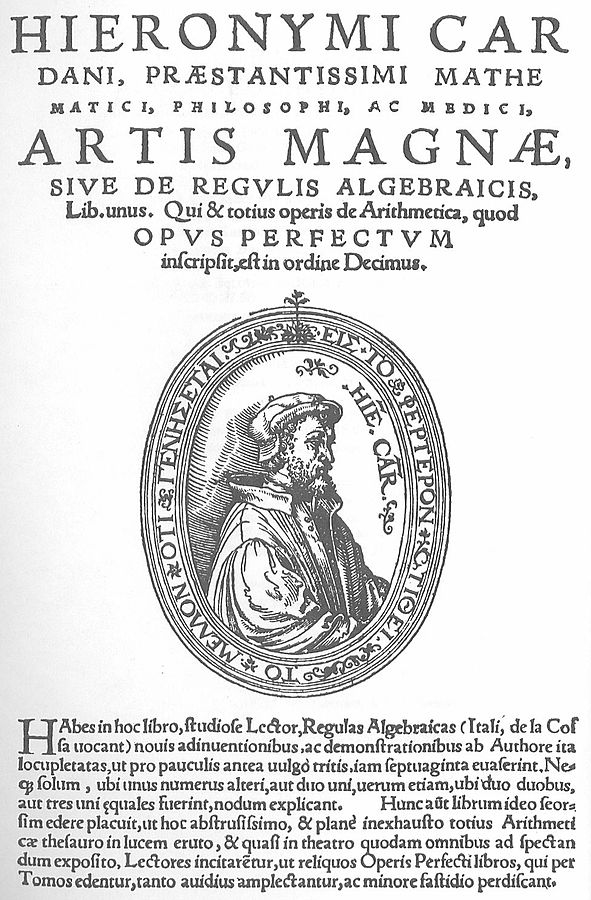 HIERONYMI CAR
DANI, PRÆSTANTISSIMI MATHE
MATICI, PHILOSOPHI, AC MEDICI,
ARTIS MAGNÆ,
SIVE DE REGVLIS ALGEBRAICIS,
Lib. unus. Qui & totius operis de Arithmetica, quod
OPVS PERFECTVM
inſcripſit, eſt in ordine Decimus.
ΕΙΣ ΤΟ ΦΕΡΤΕΡΟΝ ΤΙΘΕΙ. ΤΟ ΜΕΛΛΟΝ ΟΤΙ ΓΕΝΗΣΕΤΑΙ.
HIE. CAR.
HAbes in hoc libro, ſtudioſe Lector, Regulas Algebraicas (Itali, de la Coſ
ſa uocant) nouis adinuentionibus, ac demonſtrationibus ab Authore ita
locupletatas, ut pro pauculis antea uulgò tritis, iam ſeptuaginta euaſerint. Ne⸗
qꝫ ſolum, ubi unus numerus alteri, aut duo uni, uerum etiam, ubi duo duobus,
aut tres uni ęquales fuerint, nodum explicant. Hunc aūt librum ideo ſeor⸗
ſim edere placuit, ut hoc abſtruſiſsimo, & planè inexhauſto totius Arithmeti
cæ theſauro in lucem eruto, & quaſi in theatro quodam omnibus ad ſpectan
dum expoſito, Lectores incitarētur, ut reliquos Operis Perfecti libros, qui per
Tomos edentur, tanto auidius amplectantur, ac minore faſtidio perdiſcant.